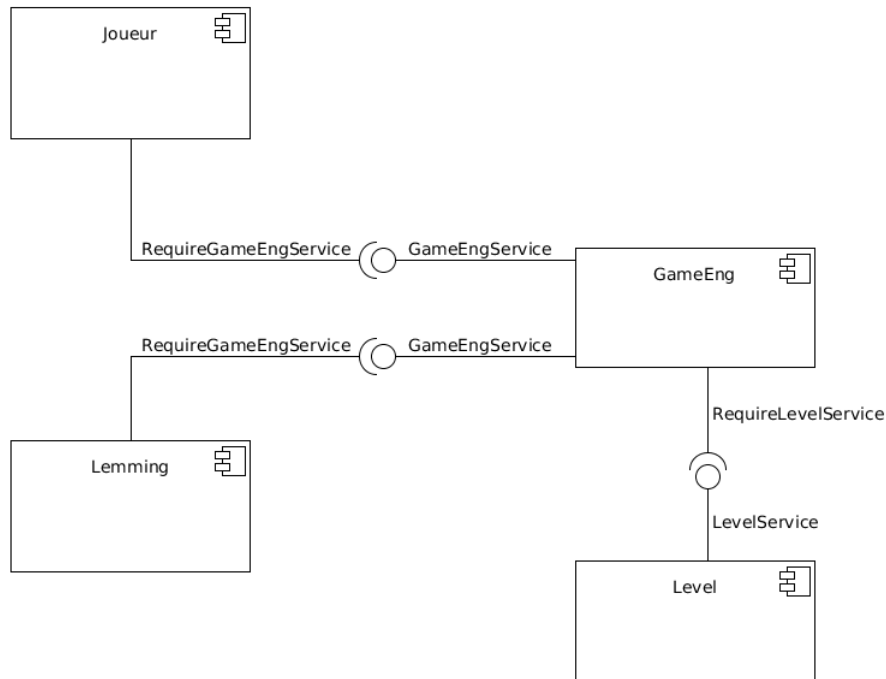 Joueur
RequireGameEngService
GameEngService
GameEng
RequireGameEngService
GameEngService
RequireLevelService
Lemming
LevelService
Level